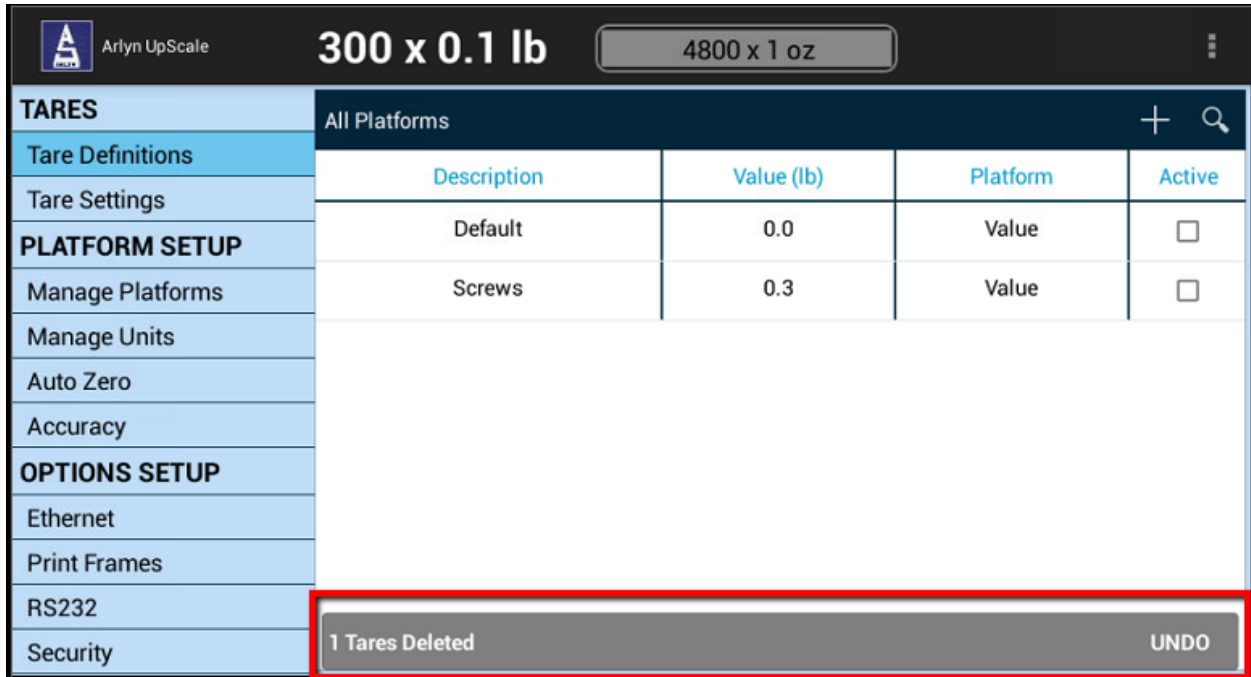 Arlyn UpScale
300 x 0.1 lb
4800 x 1 oz
TARES
Tare Definitions
Tare Settings
PLATFORM SETUP
Manage Platforms
Manage Units
Auto Zero
Accuracy
OPTIONS SETUP
Ethernet
Print Frames
RS232
Security
All Platforms
Description Value (lb) Platform Active
Default 0.0 Value
Screws 0.3 Value
1 Tares Deleted UNDO